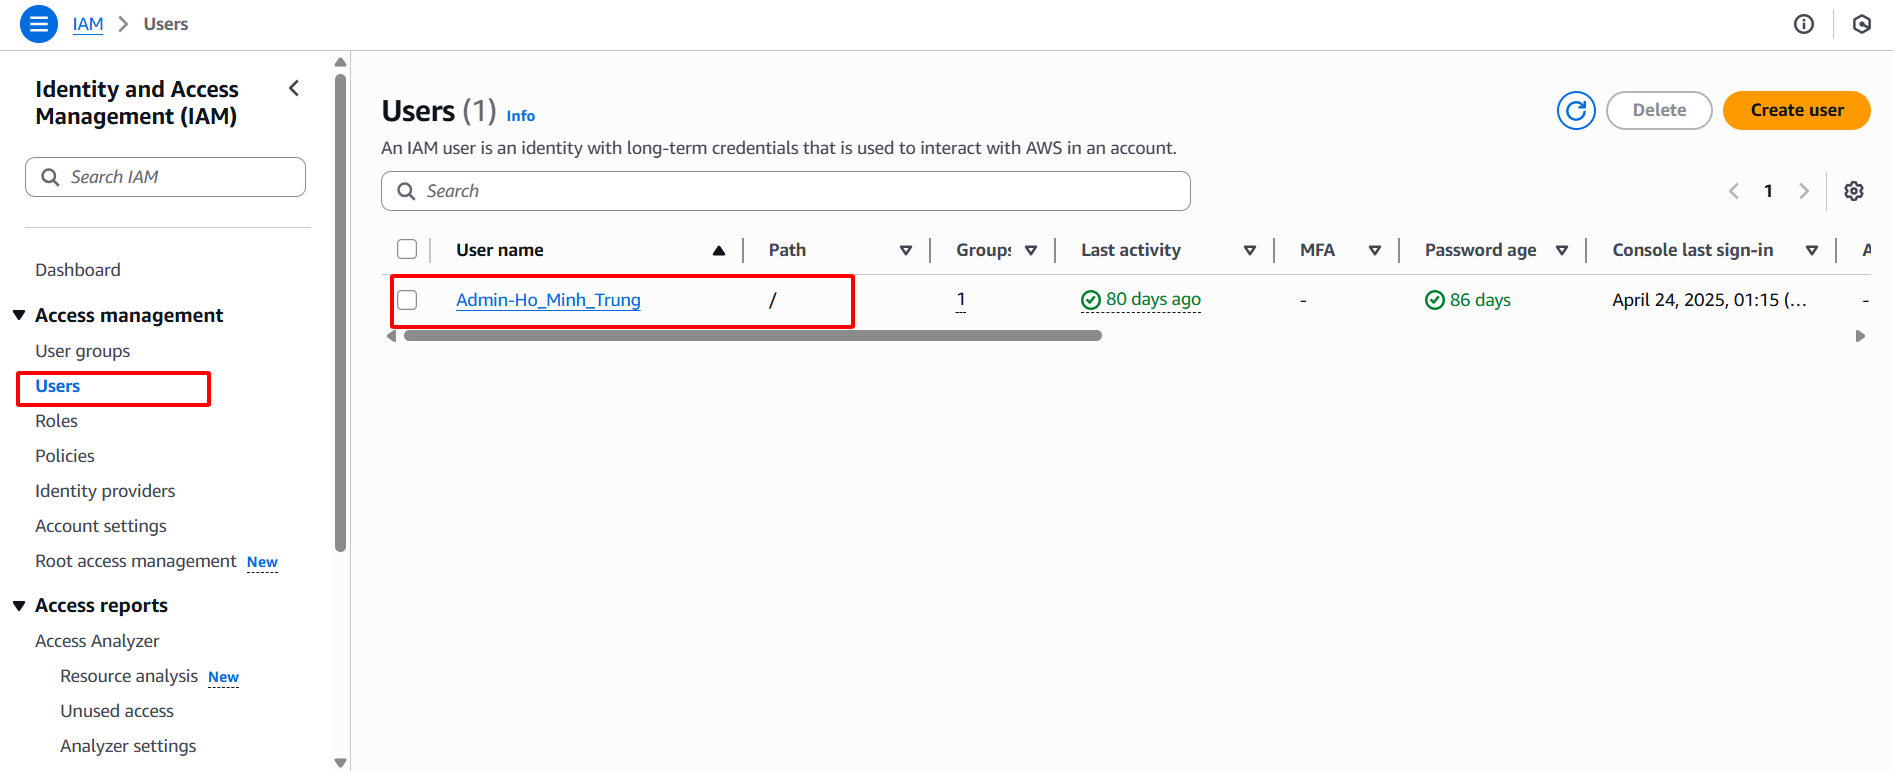 IAM > Users
Identity and Access
Management (IAM)
Search IAM
Dashboard
Access management
User groups
Users
Roles
Policies
Identity providers
Account settings
Root access management New
Access reports
Access Analyzer
Resource analysis New
Unused access
Analyzer settings
Users (1) Info
Delete
Create user
An IAM user is an identity with long-term credentials that is used to interact with AWS in an account.
Search
1
User name Path Groups Last activity MFA Password age Console last sign-in
Admin-Ho_Minh_Trung / 1 80 days ago - 86 days April 24, 2025, 01:15 (... -